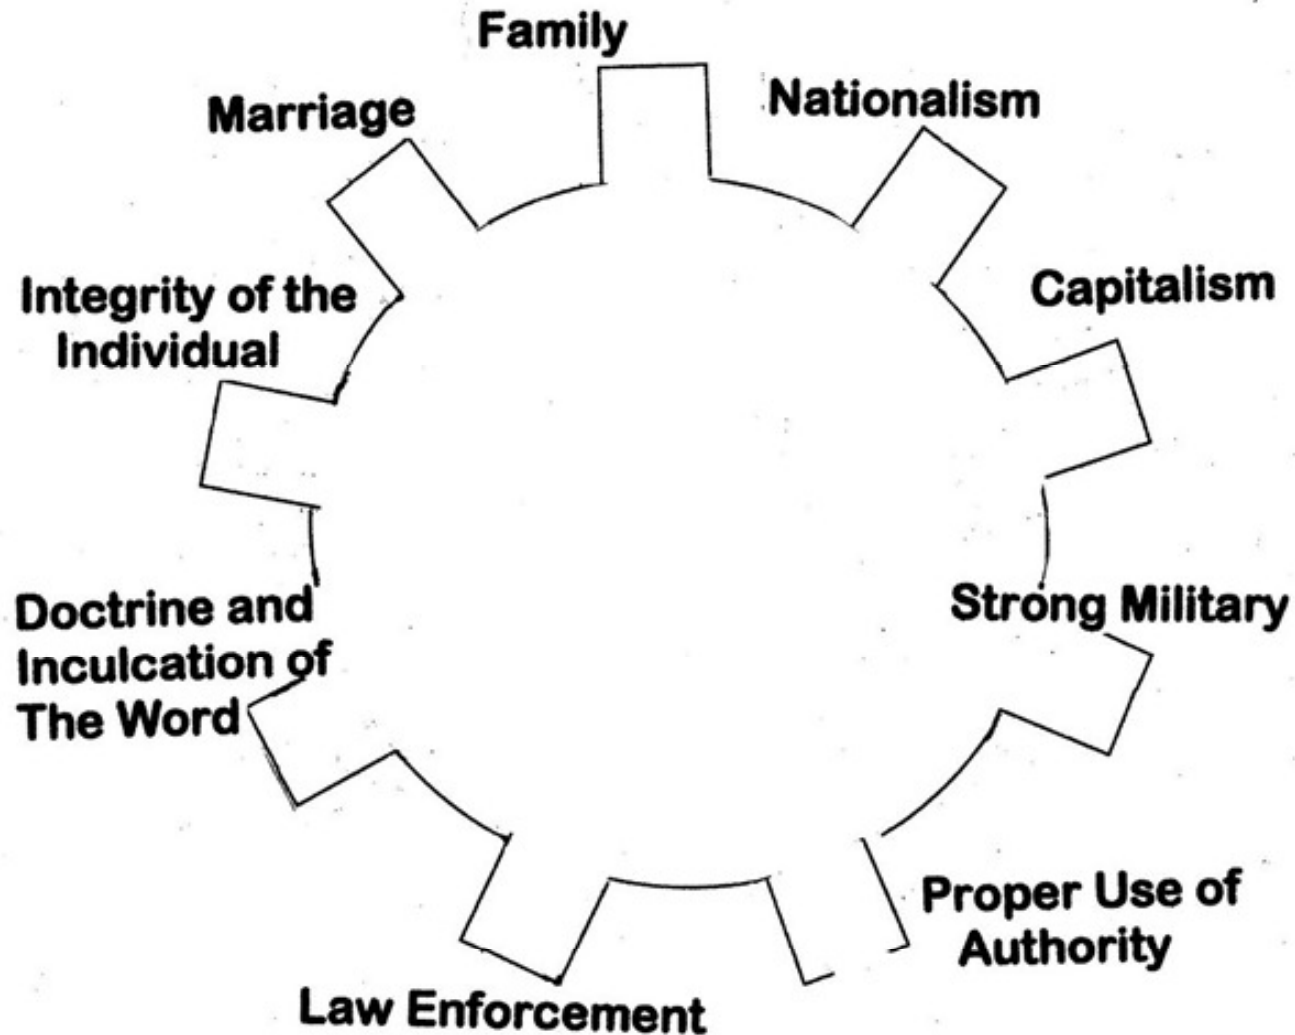 Family
Marriage
Nationalism
Integrity of the
Individual
Capitalism
Doctrine and
Inculcation of
The Word
Strong Military
Proper Use of
Authority
Law Enforcement